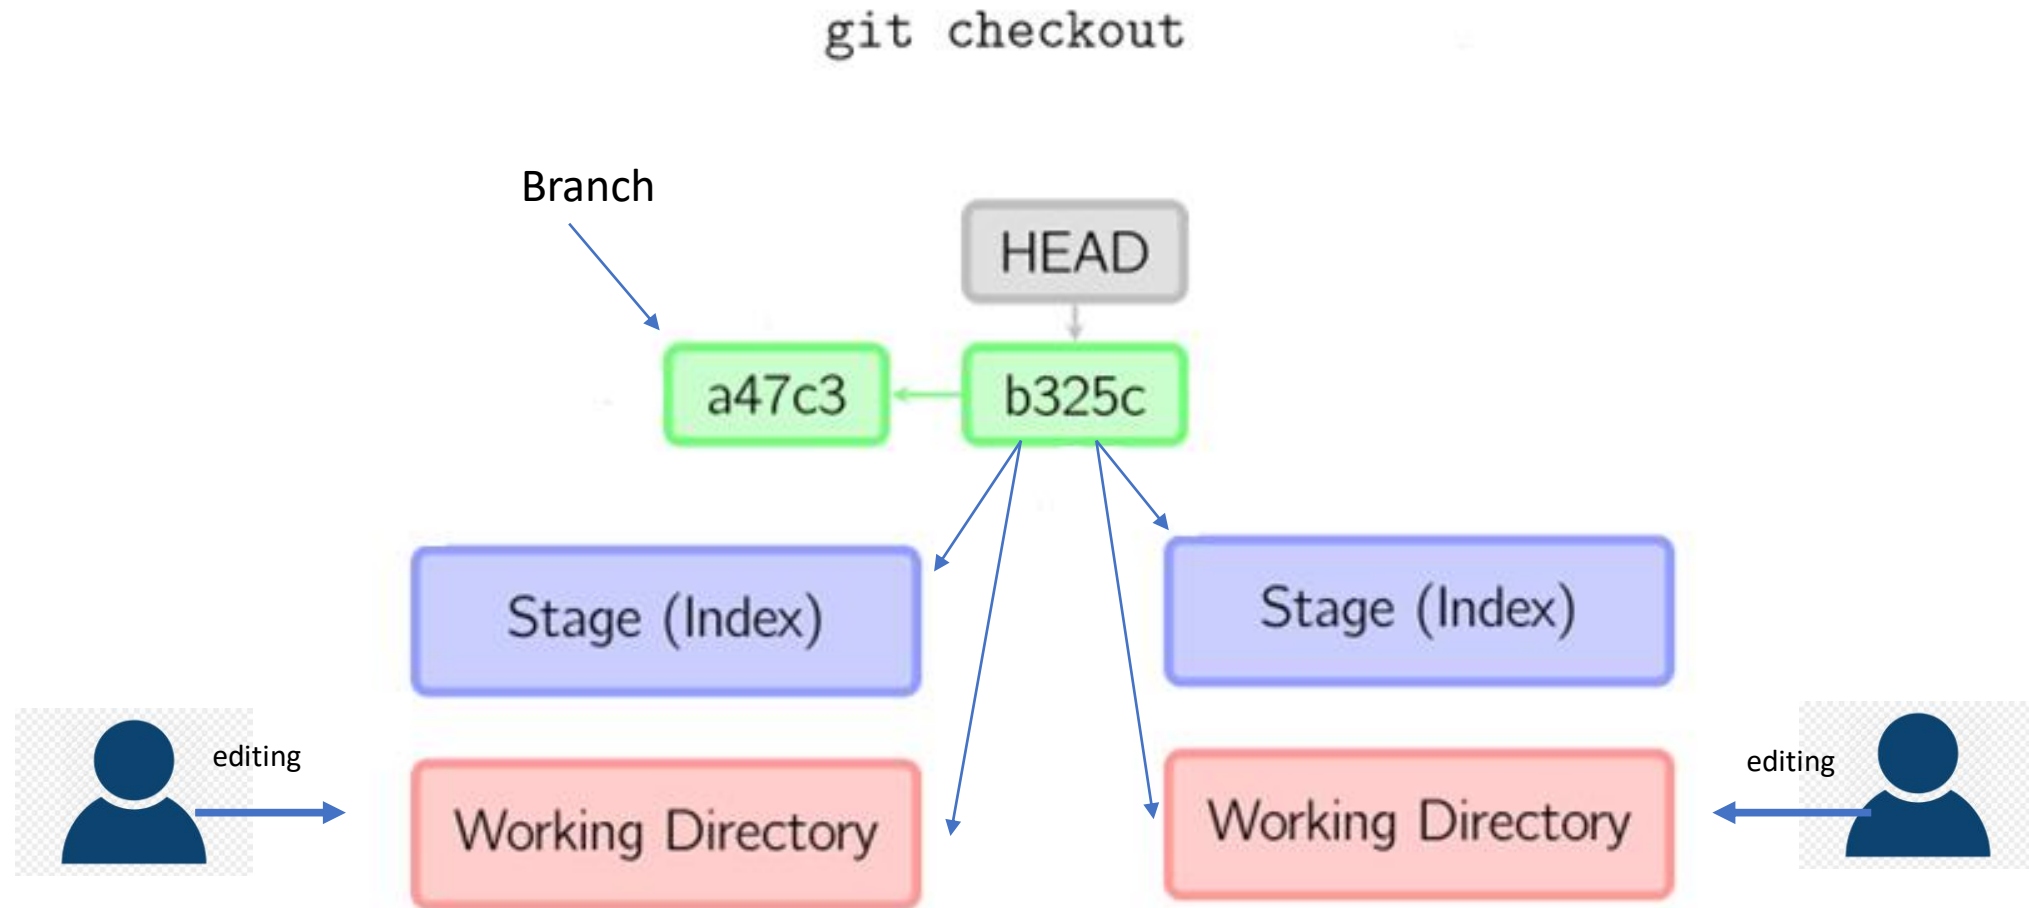 git checkout
Branch
HEAD
a47c3
b325c
Stage (Index)
Stage (Index)
editing
editing
Working Directory
Working Directory